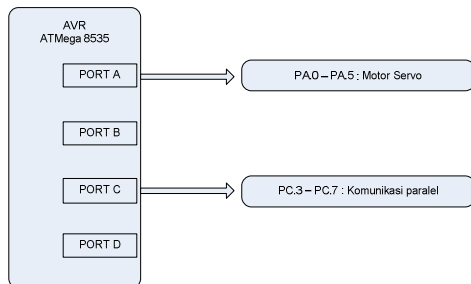 AVR
ATMega 8535
PORT A
PA.0 – PA.5 : Motor Servo
PORT B
PORT C
PC.3 – PC.7 : Komunikasi paralel
PORT D